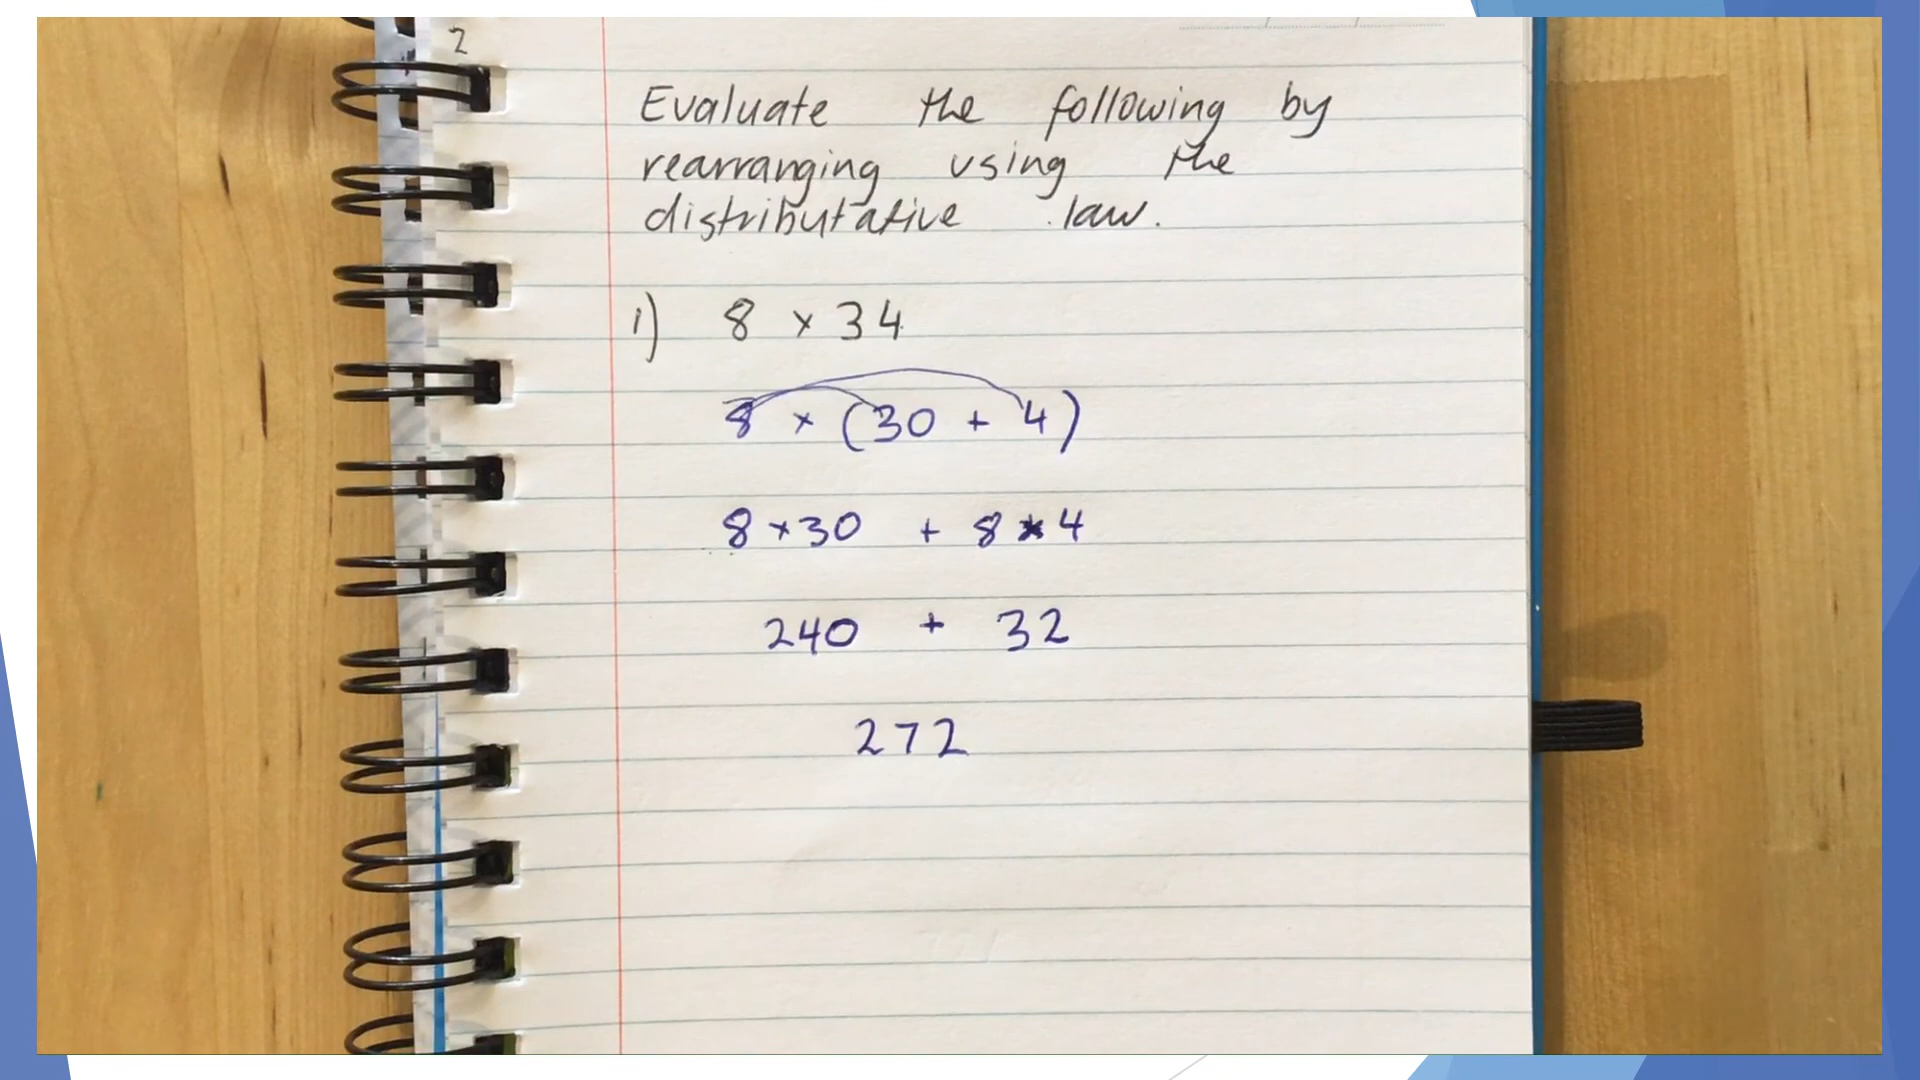 2
Evaluate the following by
rearranging using the
distributative law.
1) 8 × 34
8 × (30 + 4)
8 × 30 + 8 × 4
240 + 32
272